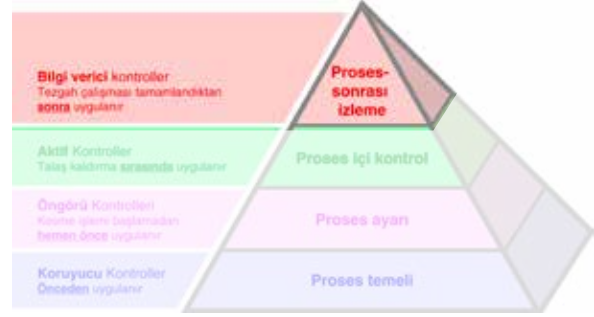 Bilgi verici kontroller
Tezgah çalışması tamamlandıktan
sonra uygulanır
Proses-
sonrası
izleme
Aktif Kontroller
Talaş kaldırma sırasında uygulanır
Proses içi kontrol
Öngörü Kontrolleri
Kesme işlemi başlamadan
hemen önce uygulanır
Proses ayarı
Koruyucu Kontroller
Önceden uygulanır
Proses temeli